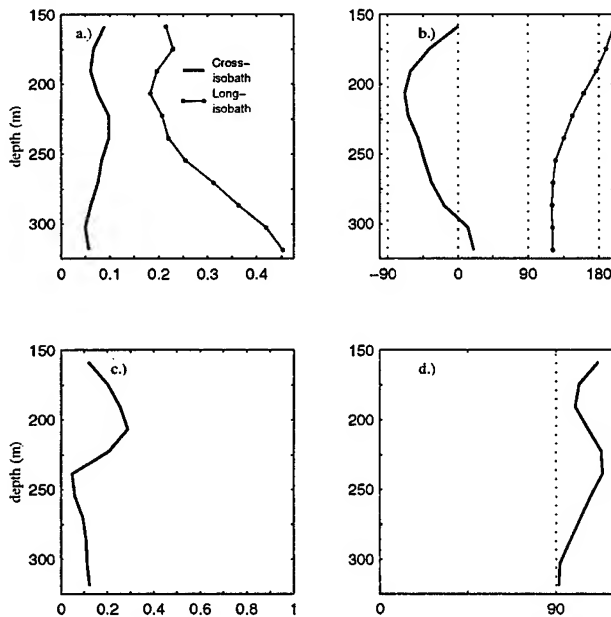 150
a.)
Cross-
isobath
Long-
isobath
200
250
300
depth (m)
0 0.1 0.2 0.3 0.4
150
b.)
200
250
300
-90 0 90 180
150
c.)
200
250
300
depth (m)
0 0.2 0.4 0.6 0.8 1
150
d.)
200
250
300
0 90